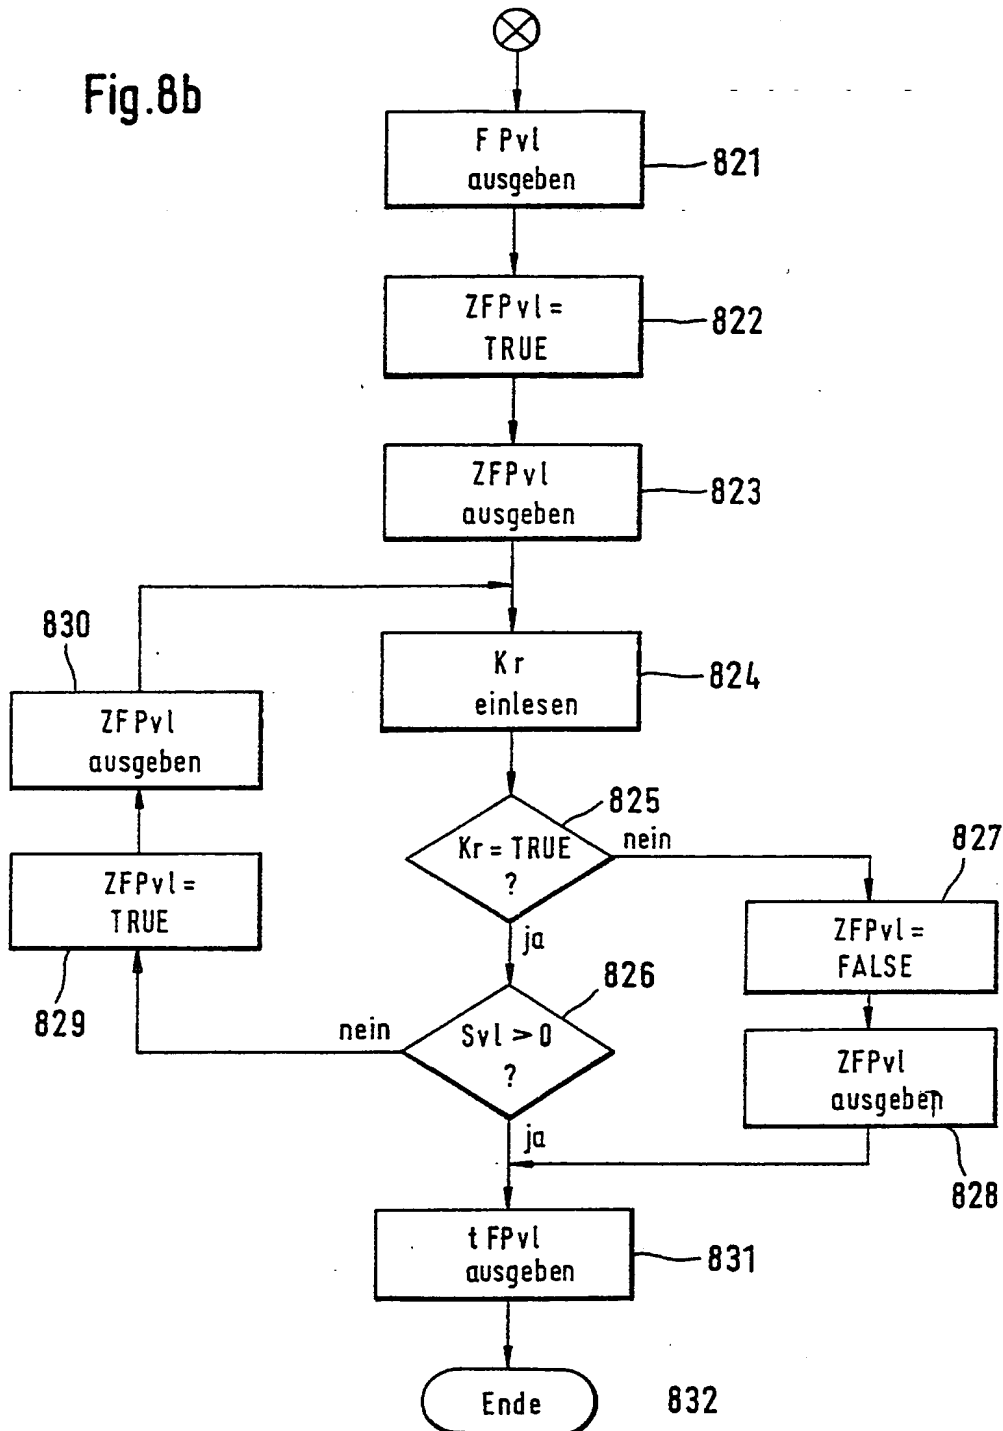 Fig.8b
F Pvl
ausgeben
821
ZFPvl =
TRUE
822
ZFPvl
ausgeben
823
830
ZFPvl
ausgeben
Kr
einlesen
824
825
Kr = TRUE
?
nein
827
ZFPvl =
TRUE
829
ZFPvl =
FALSE
ja
826
Svl > 0
?
nein
ZFPvl
ausgeben
828
ja
t FPvl
ausgeben
831
Ende
832